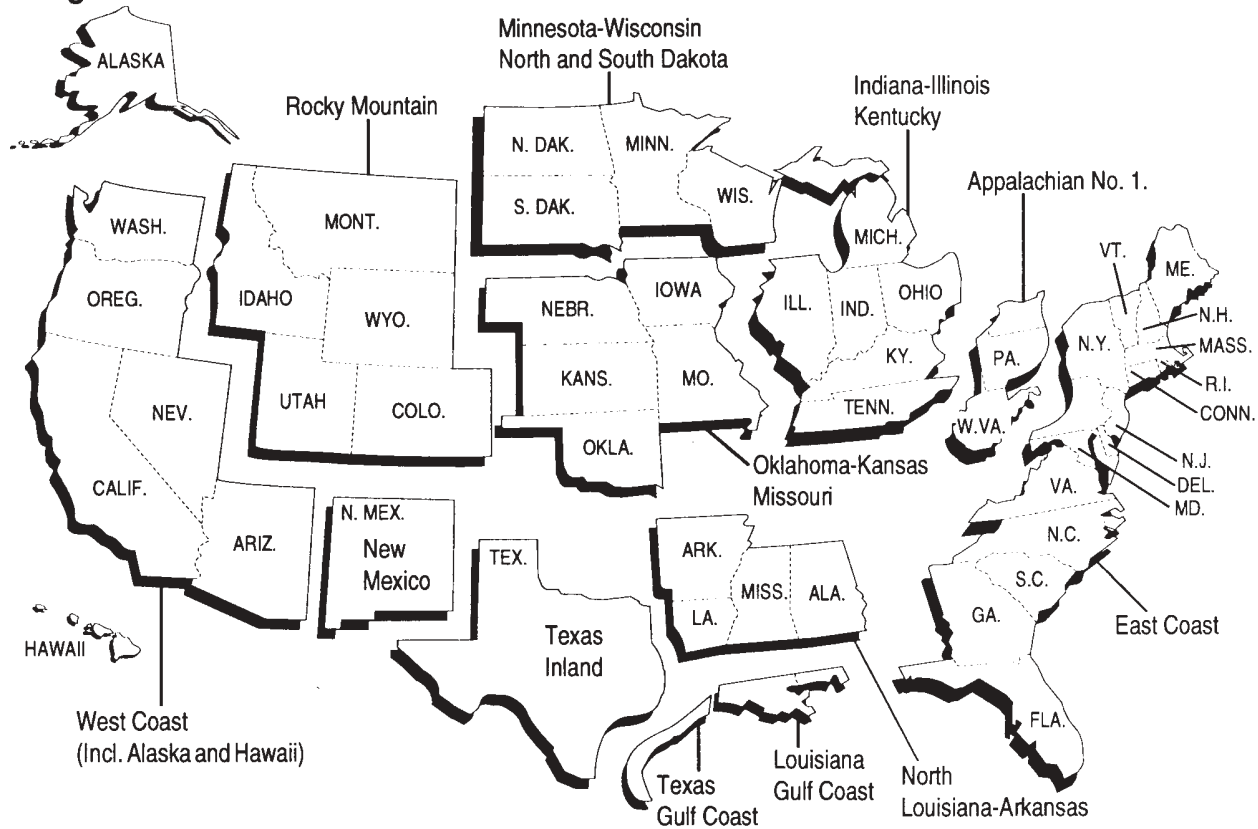 Minnesota-Wisconsin
North and South Dakota
ALASKA
Rocky Mountain
Indiana-Illinois
Kentucky
Appalachian No. 1.
N. DAK.
MINN.
S. DAK.
WIS.
WASH.
MONT.
MICH.
VT.
ME.
OREG.
IDAHO
WYO.
NEBR.
IOWA
ILL.
IND.
OHIO
N.H.
N.Y.
MASS.
PA.
KY.
R.I.
KANS.
MO.
CONN.
NEV.
UTAH
COLO.
TENN.
W.VA.
OKLA.
N.J.
Oklahoma-Kansas
Missouri
DEL.
MD.
VA.
CALIF.
N. MEX.
New
Mexico
ARIZ.
TEX.
ARK.
N.C.
MISS.
ALA.
S.C.
LA.
GA.
East Coast
HAWAII
Texas
Inland
West Coast
(Incl. Alaska and Hawaii)
FLA.
Texas
Gulf Coast
Louisiana
Gulf Coast
North
Louisiana-Arkansas